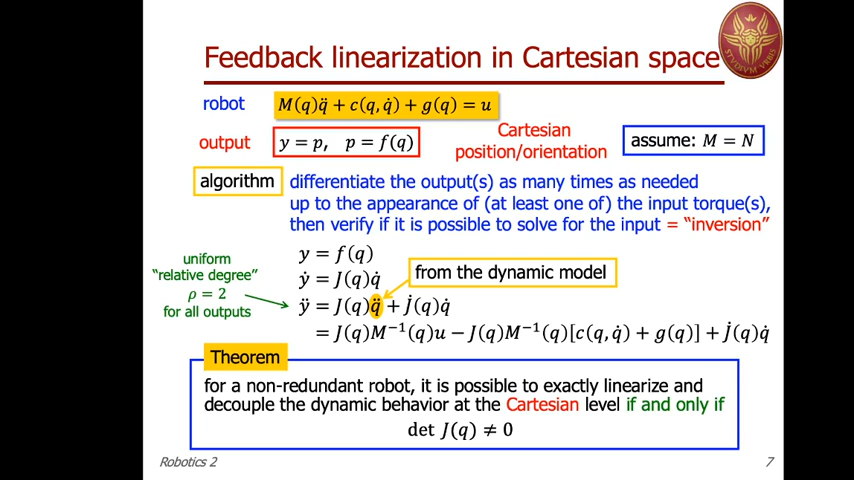 Feedback linearization in Cartesian space
STVDIVM VRBIS
robot
M(q)q̈ + c(q, q̇) + g(q) = u
output
y = p, p = f(q)
Cartesian
position/orientation
assume: M = N
algorithm
differentiate the output(s) as many times as needed
up to the appearance of (at least one of) the input torque(s),
then verify if it is possible to solve for the input = “inversion”
uniform
“relative degree”
ρ = 2
for all outputs
y = f(q)
ẏ = J(q)q̇
from the dynamic model
ÿ = J(q)q̈ + J̇(q)q̇
= J(q)M⁻¹(q)u − J(q)M⁻¹(q)[c(q, q̇) + g(q)] + J̇(q)q̇
Theorem
for a non-redundant robot, it is possible to exactly linearize and
decouple the dynamic behavior at the Cartesian level if and only if
det J(q) ≠ 0
Robotics 2
7